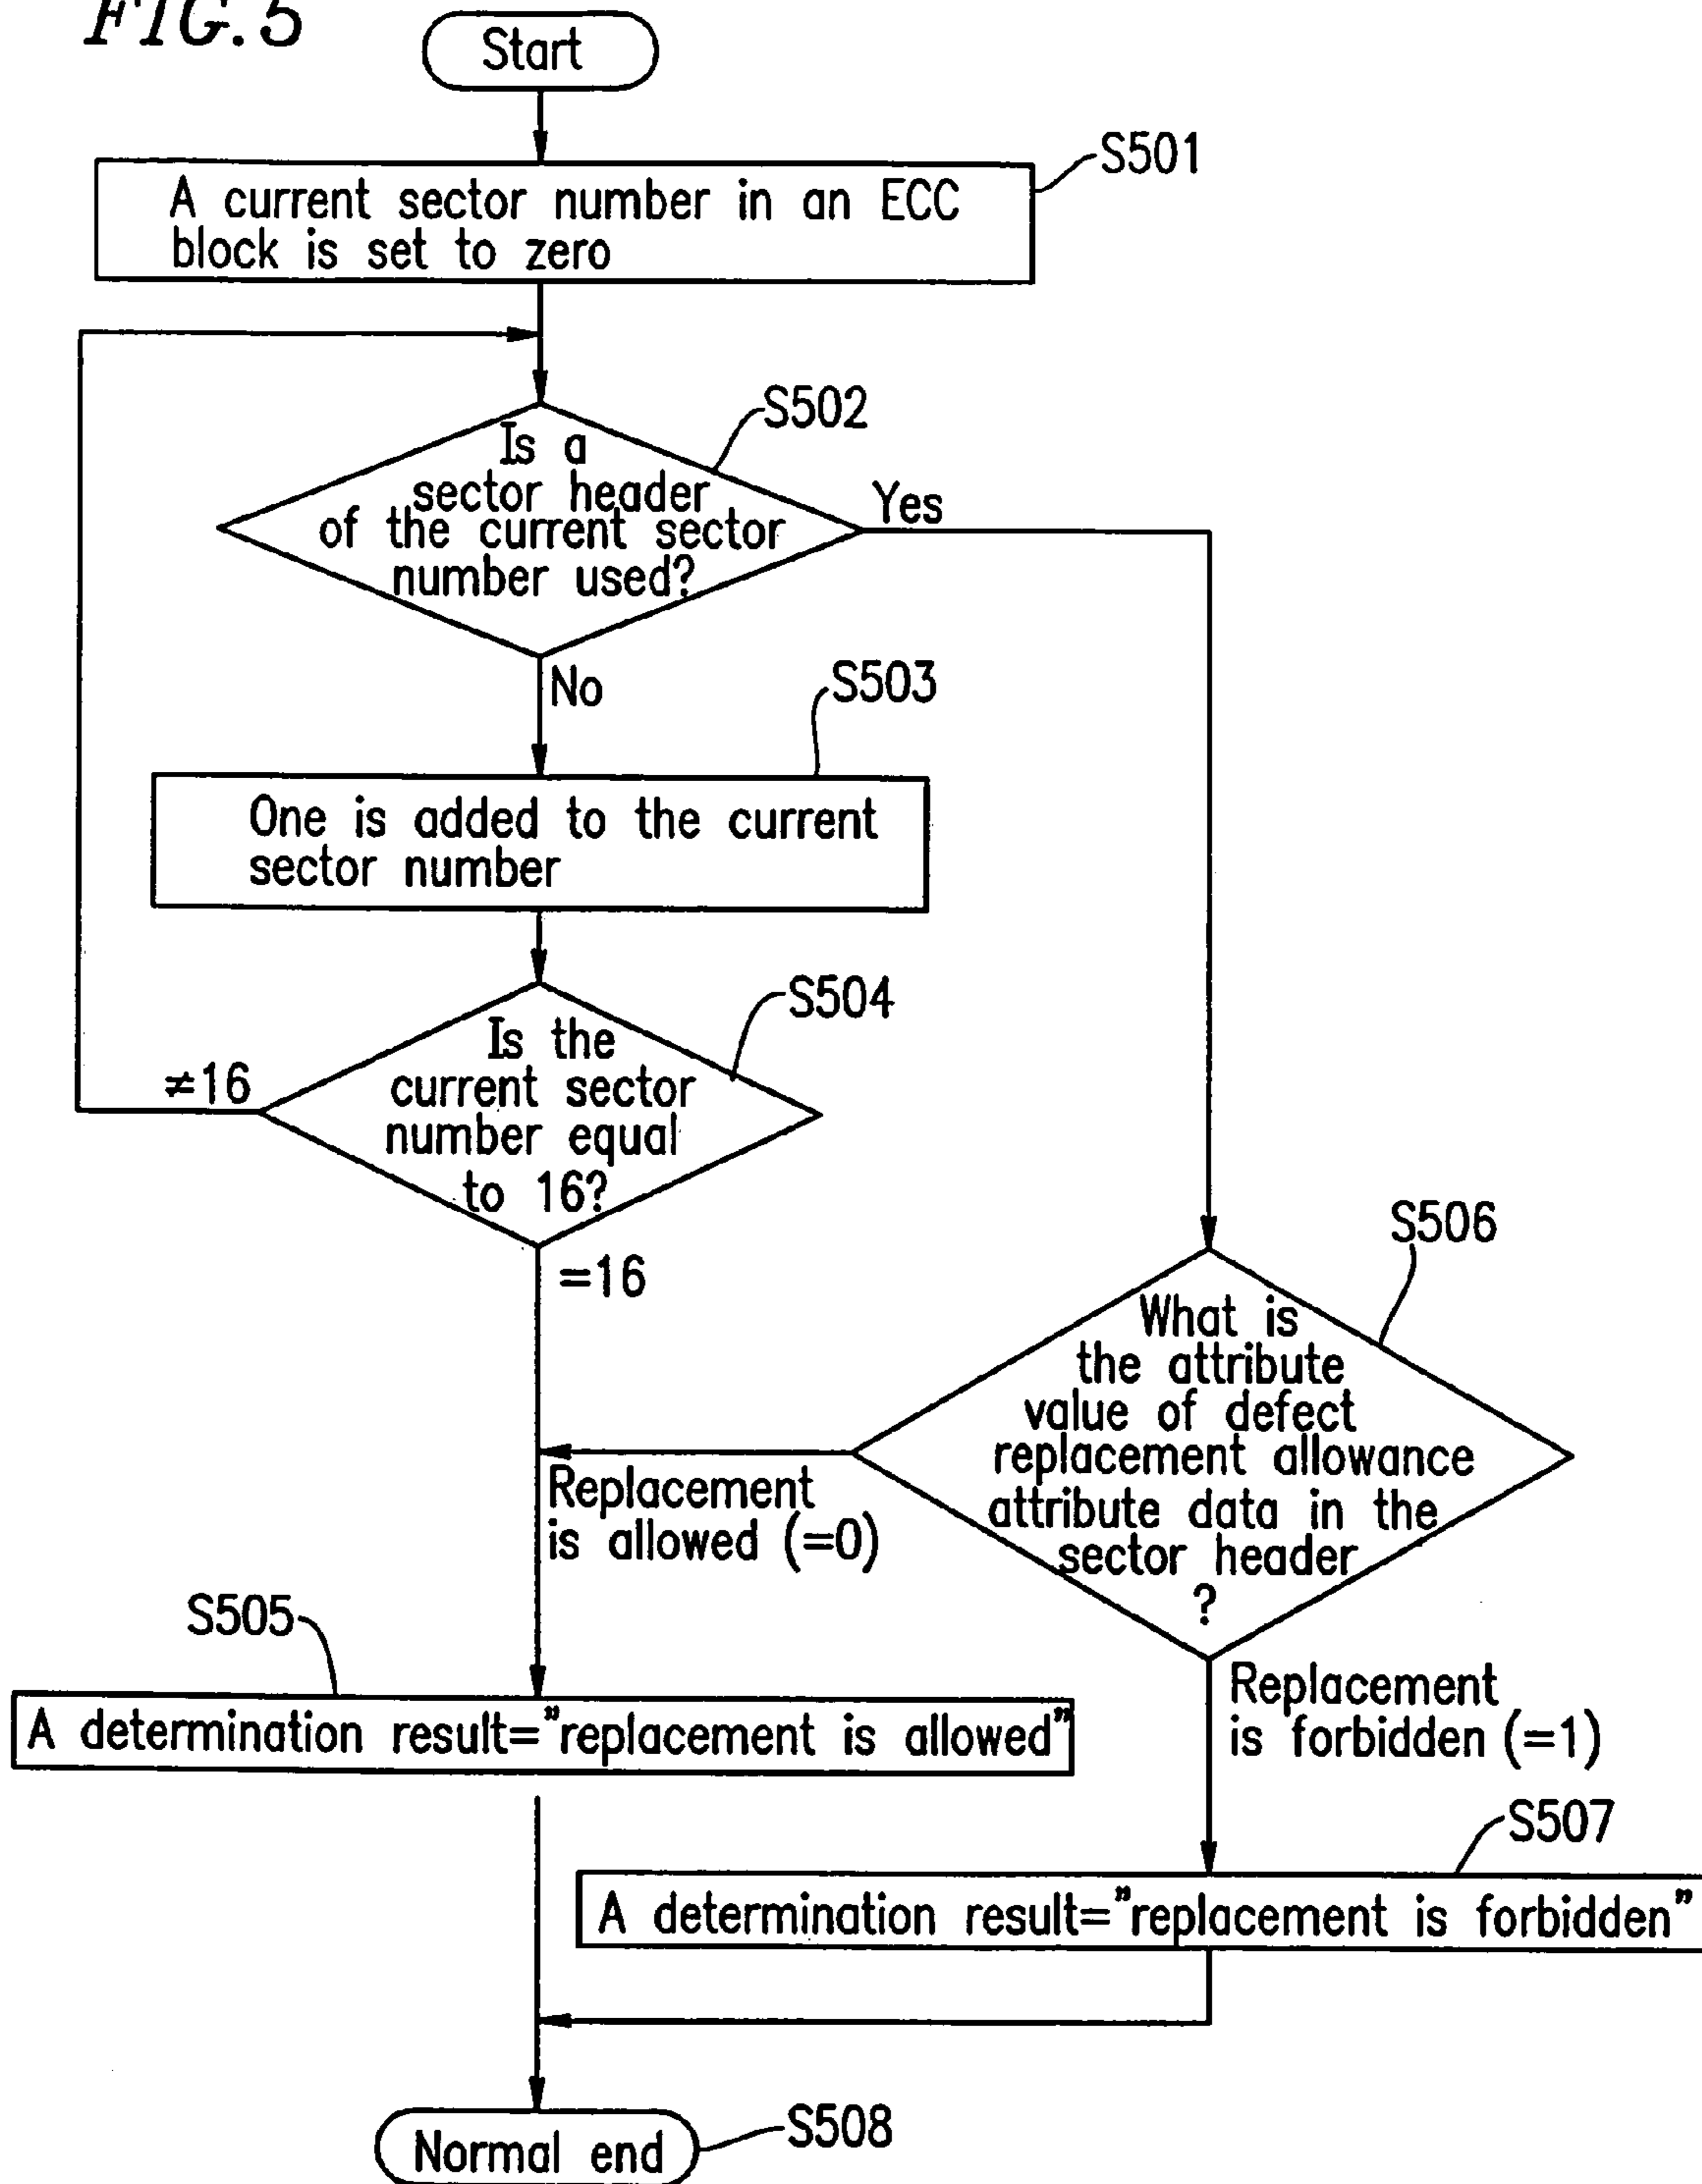 FIG. 5
Start
S501
A current sector number in an ECC
block is set to zero
S502
Is a
sector header
of the current sector
number used?
Yes
No
S503
One is added to the current
sector number
S504
Is the
current sector
number equal
to 16?
≠16
=16
S506
What is
the attribute
value of defect
replacement allowance
attribute data in the
sector header
?
Replacement
is allowed (=0)
S505
A determination result="replacement is allowed"
Replacement
is forbidden (=1)
S507
A determination result="replacement is forbidden"
Normal end
S508